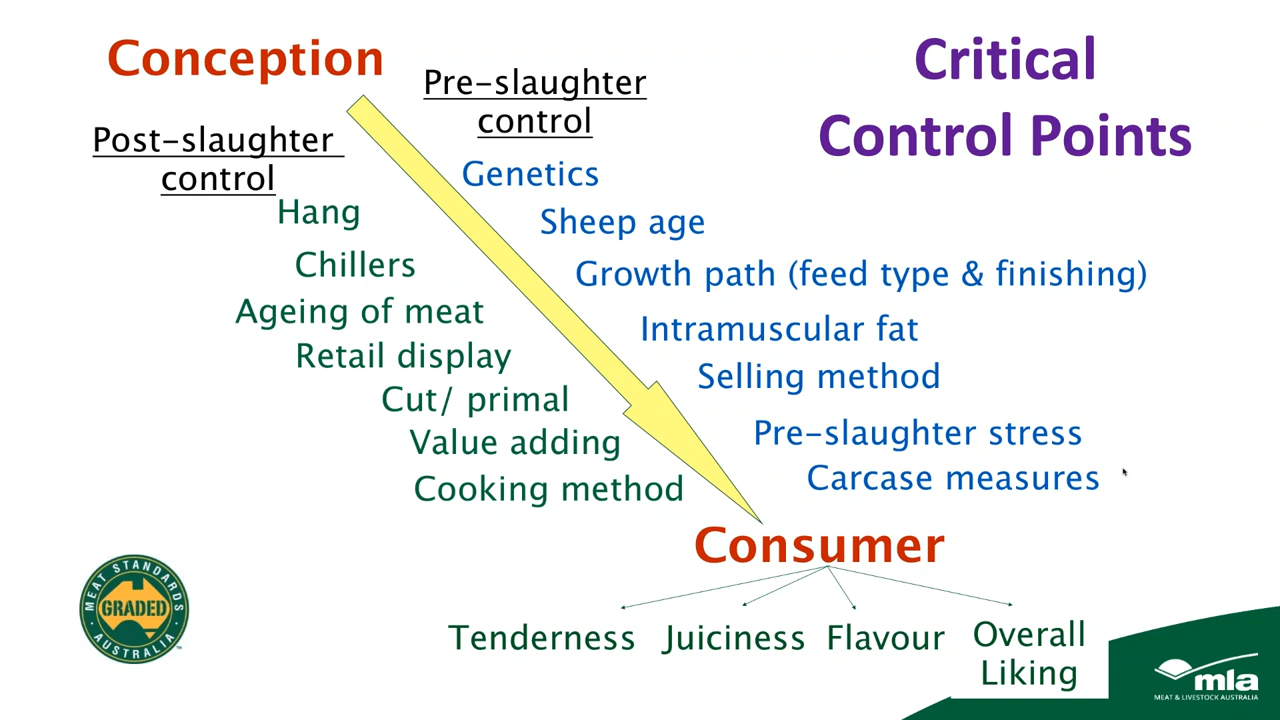 Conception
Critical
Control Points
Pre-slaughter
control
Post-slaughter
control
Genetics
Sheep age
Growth path (feed type & finishing)
Intramuscular fat
Selling method
Pre-slaughter stress
Carcase measures
Hang
Chillers
Ageing of meat
Retail display
Cut/ primal
Value adding
Cooking method
Consumer
Tenderness
Juiciness
Flavour
Overall
Liking
MEAT STANDARDS
GRADED
AUSTRALIA
™
mla
MEAT & LIVESTOCK AUSTRALIA